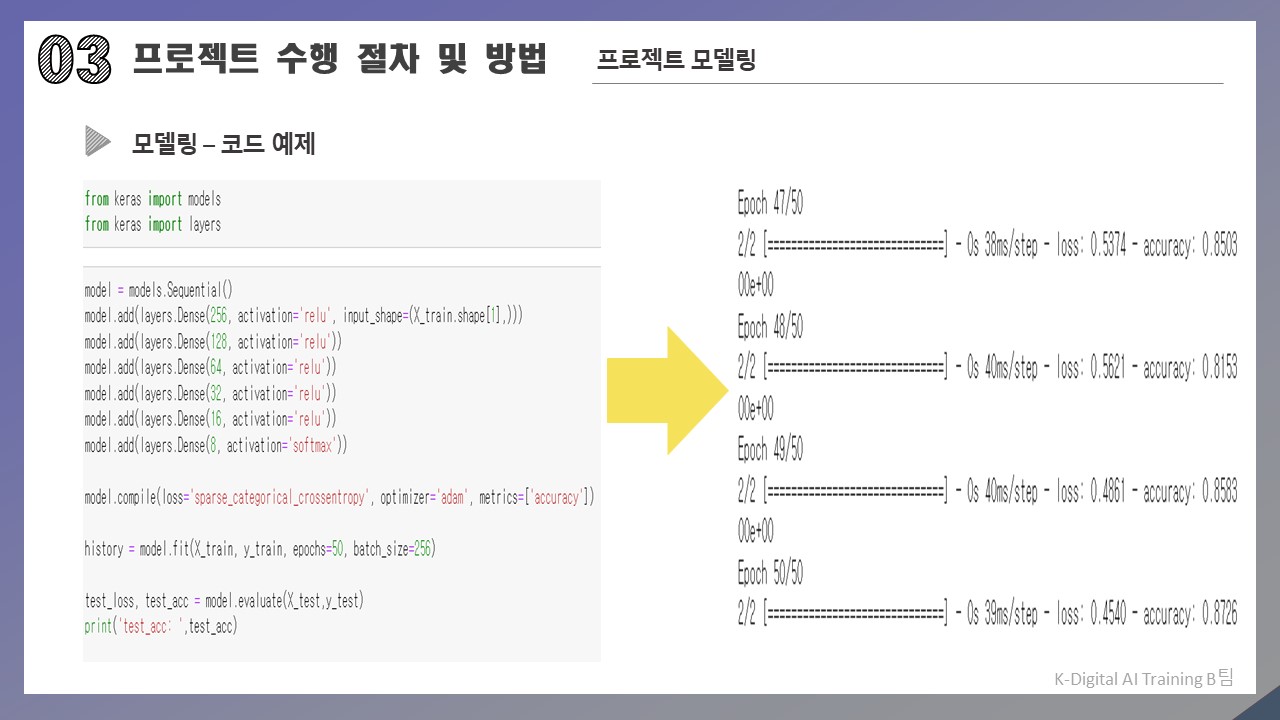 03 프로젝트 수행 절차 및 방법
프로젝트 모델링
모델링 – 코드 예제
from keras import models
from keras import layers
model = models.Sequential()
model.add(layers.Dense(256, activation='relu', input_shape=(X_train.shape[1],)))
model.add(layers.Dense(128, activation='relu'))
model.add(layers.Dense(64, activation='relu'))
model.add(layers.Dense(32, activation='relu'))
model.add(layers.Dense(16, activation='relu'))
model.add(layers.Dense(8, activation='softmax'))
model.compile(loss='sparse_categorical_crossentropy', optimizer='adam', metrics=['accuracy'])
history = model.fit(X_train, y_train, epochs=50, batch_size=256)
test_loss, test_acc = model.evaluate(X_test,y_test)
print('test_acc: ',test_acc)
Epoch 47/50
2/2 [==============================] - 0s 38ms/step - loss: 0.5374 - accuracy: 0.8503
00e+00
Epoch 48/50
2/2 [==============================] - 0s 40ms/step - loss: 0.5621 - accuracy: 0.8153
00e+00
Epoch 49/50
2/2 [==============================] - 0s 40ms/step - loss: 0.4861 - accuracy: 0.8583
00e+00
Epoch 50/50
2/2 [==============================] - 0s 39ms/step - loss: 0.4540 - accuracy: 0.8726
K-Digital AI Training B팀